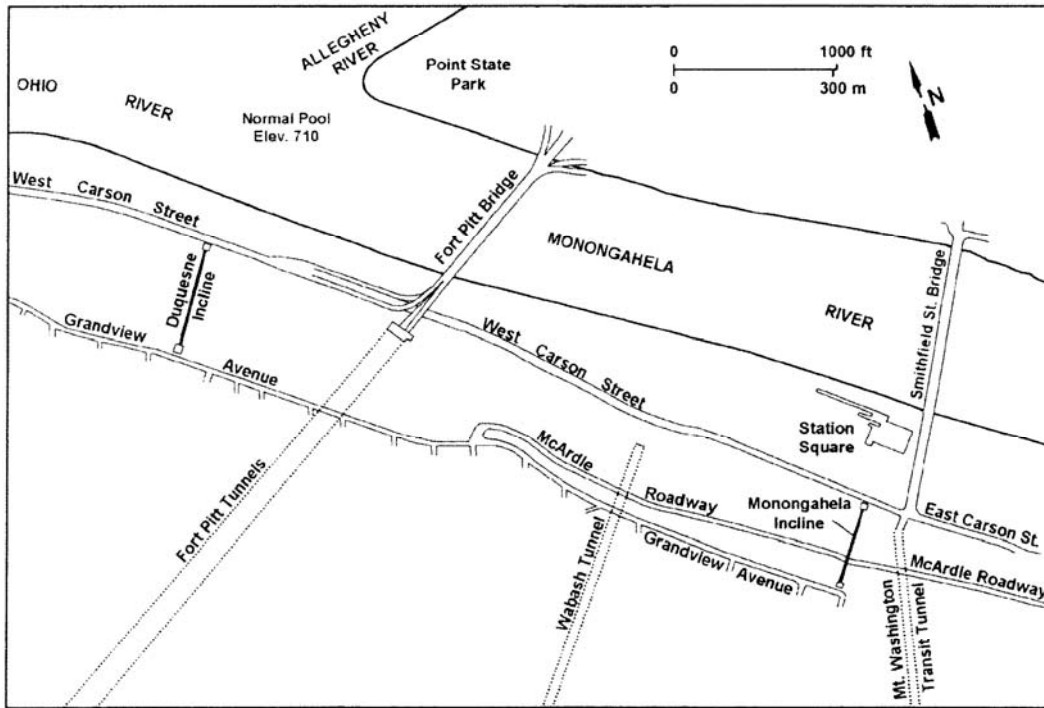 ALLEGHENY
RIVER
Point State
Park
0 1000 ft
0 300 m
N
OHIO
RIVER
Normal Pool
Elev. 710
West Carson Street
Fort Pitt Bridge
MONONGAHELA
RIVER
Smithfield St. Bridge
Duquesne
Incline
Grandview
Avenue
West Carson Street
Station
Square
McArdle
Roadway
Monongahela
Incline
East Carson St.
Fort Pitt Tunnels
Wabash Tunnel
Grandview Avenue
McArdle Roadway
Mt. Washington
Transit Tunnel